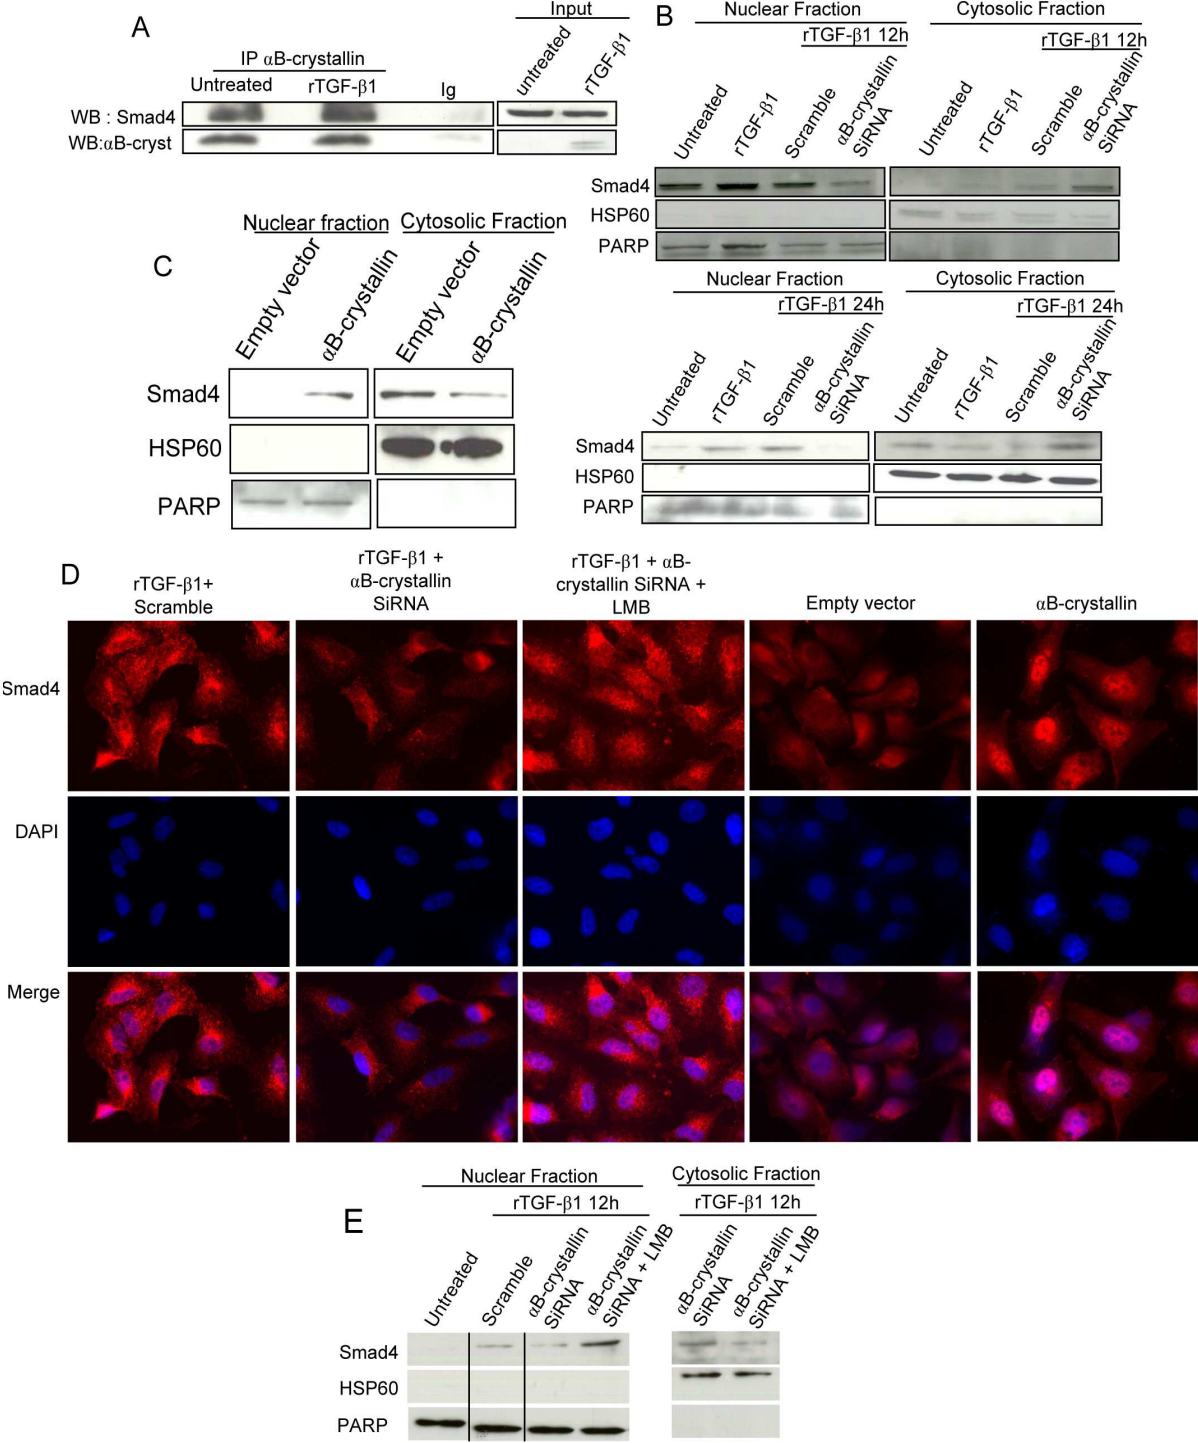 A
Input
IP αB-crystallin
Untreated
rTGF-β1
Ig
untreated
rTGF-β1
WB : Smad4
WB:αB-cryst
B
Nuclear Fraction
Cytosolic Fraction
rTGF-β1 12h
rTGF-β1 12h
Untreated
rTGF-β1
Scramble
αB-crystallin
SiRNA
Untreated
rTGF-β1
Scramble
αB-crystallin
SiRNA
Smad4
HSP60
PARP
Nuclear Fraction
Cytosolic Fraction
rTGF-β1 24h
rTGF-β1 24h
Untreated
rTGF-β1
Scramble
αB-crystallin
SiRNA
Untreated
rTGF-β1
Scramble
αB-crystallin
SiRNA
Smad4
HSP60
PARP
C
Nuclear fraction
Cytosolic Fraction
Empty vector
αB-crystallin
Empty vector
αB-crystallin
Smad4
HSP60
PARP
D
rTGF-β1+
Scramble
rTGF-β1 +
αB-crystallin
SiRNA
rTGF-β1 + αB-
crystallin SiRNA +
LMB
Empty vector
αB-crystallin
Smad4
DAPI
Merge
E
Nuclear Fraction
Cytosolic Fraction
rTGF-β1 12h
rTGF-β1 12h
Untreated
Scramble
αB-crystallin
SiRNA
αB-crystallin
SiRNA + LMB
αB-crystallin
SiRNA
αB-crystallin
SiRNA + LMB
Smad4
HSP60
PARP